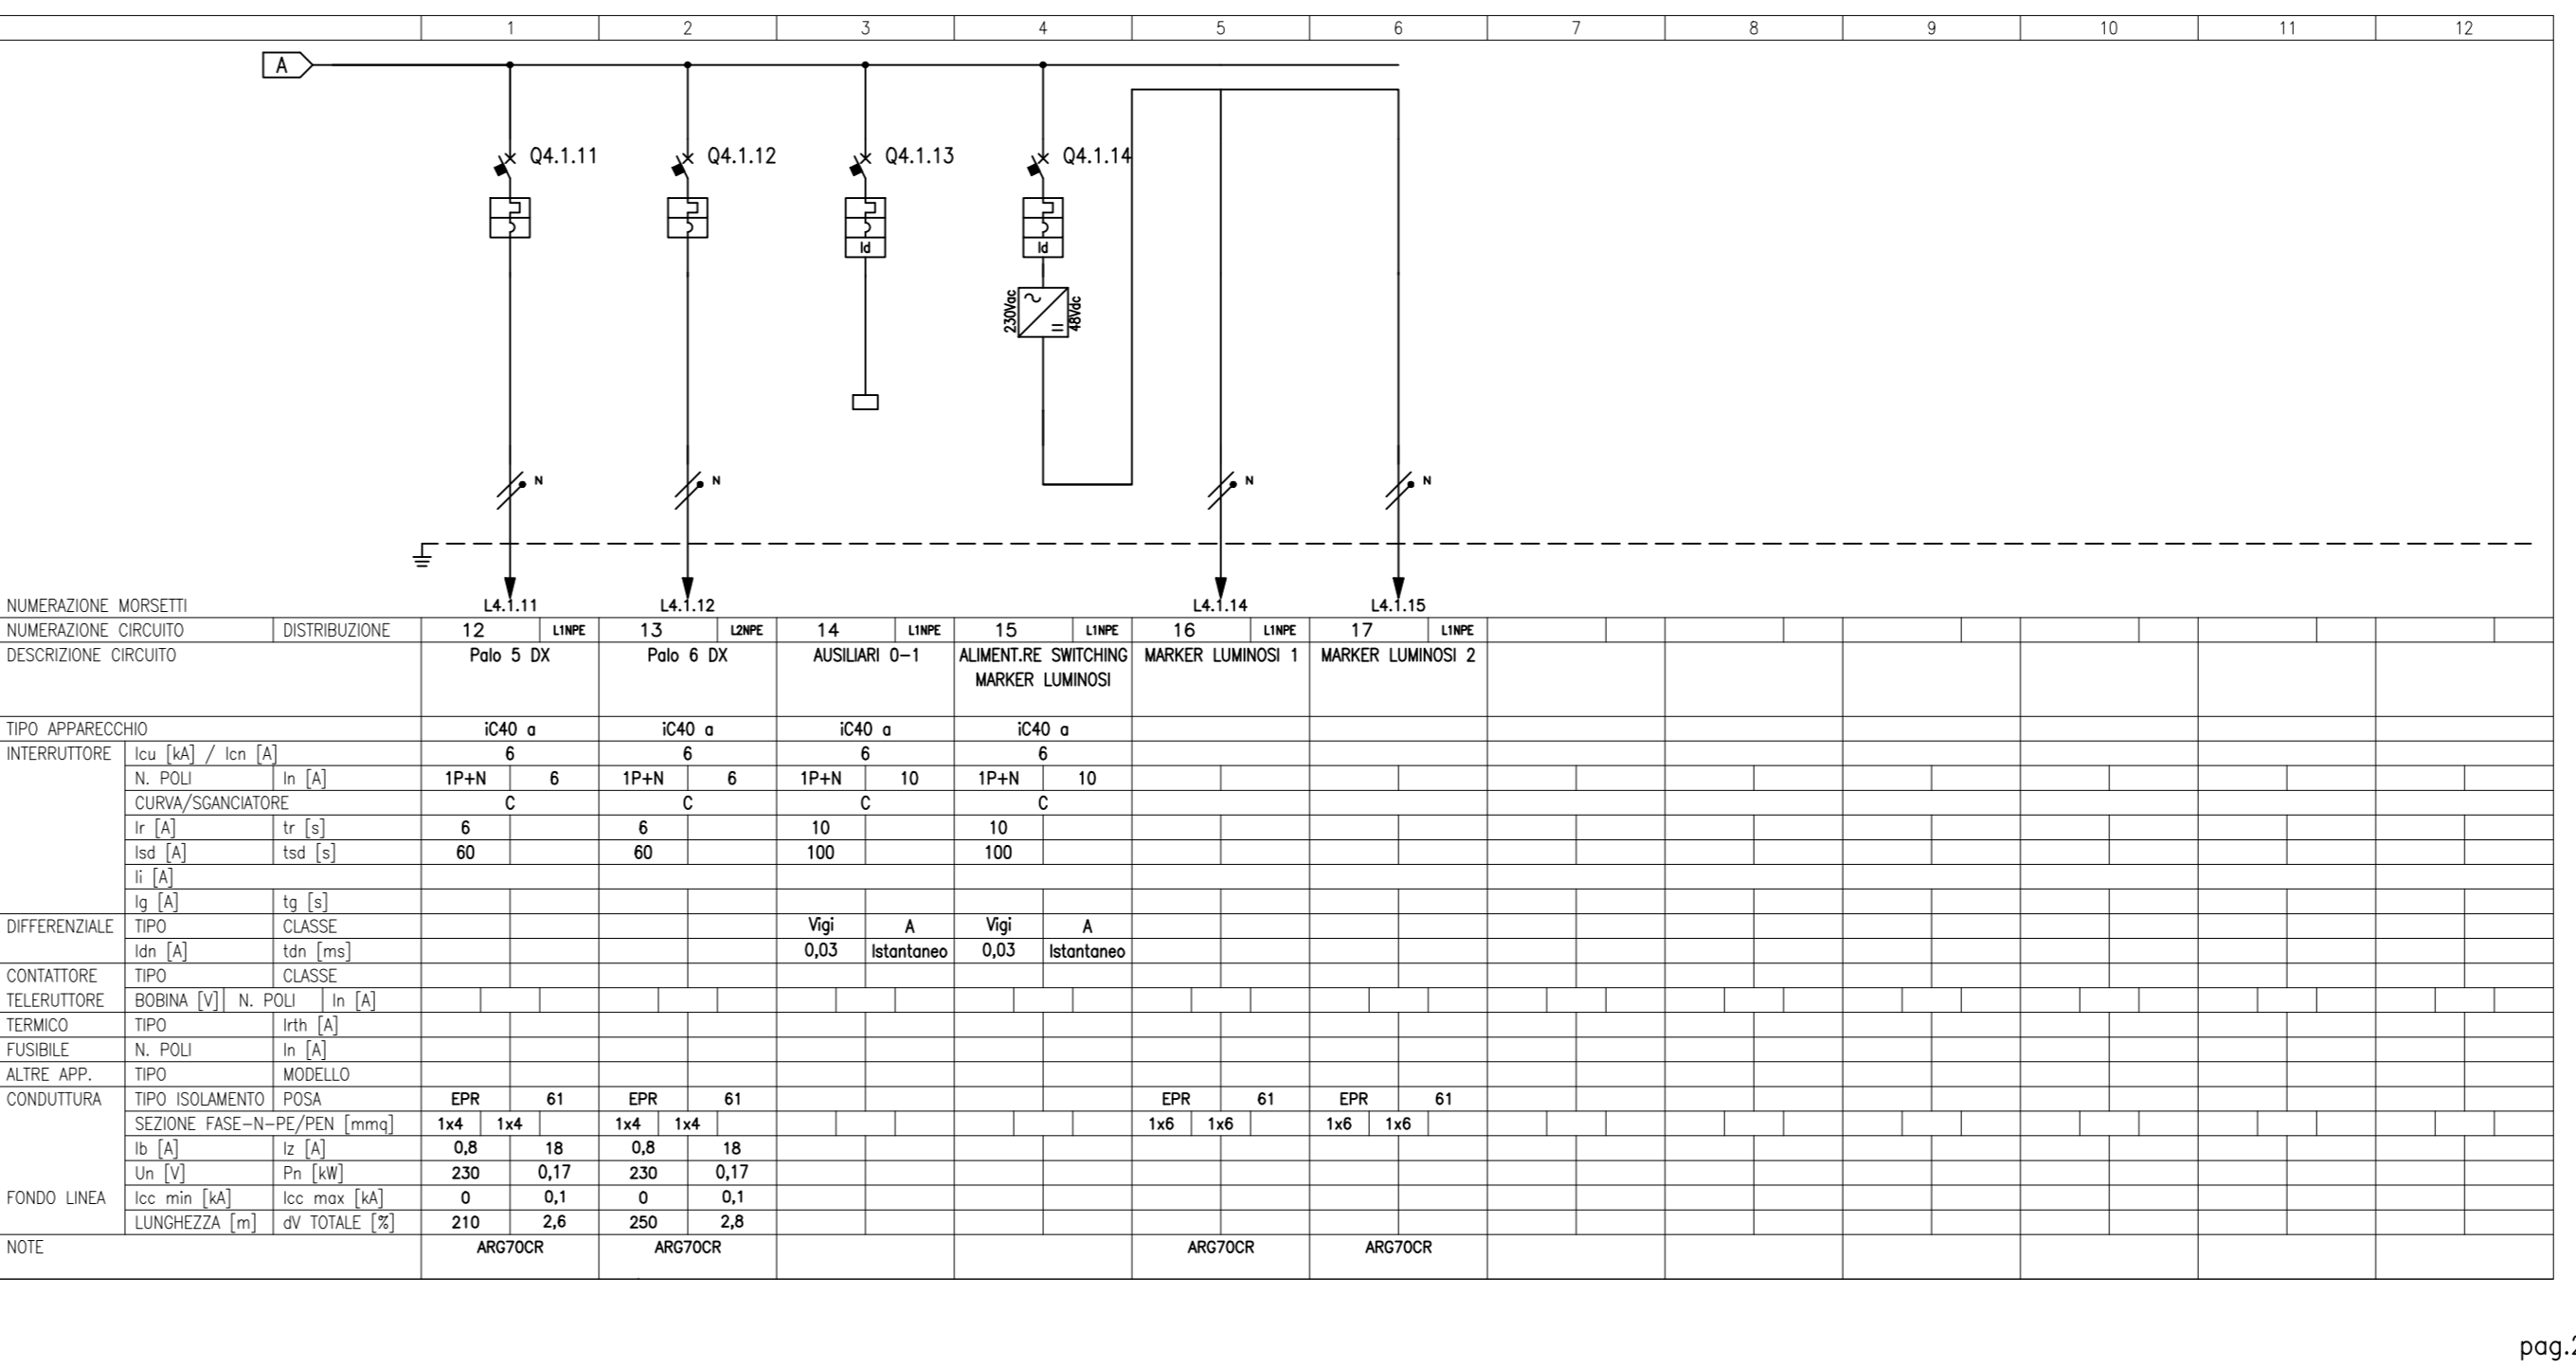 1 2 3 4 5 6 7 8 9 10 11 12
A
Q4.1.11 Q4.1.12 Q4.1.13 Q4.1.14
Id Id
230Vac 48Vdc
N N N N
NUMERAZIONE MORSETTI L4.1.11 L4.1.12 L4.1.14 L4.1.15
NUMERAZIONE CIRCUITO DISTRIBUZIONE 12 L1NPE 13 L2NPE 14 L1NPE 15 L1NPE 16 L1NPE 17 L1NPE
DESCRIZIONE CIRCUITO Palo 5 DX Palo 6 DX AUSILIARI 0-1 ALIMENT.RE SWITCHING MARKER LUMINOSI 1 MARKER LUMINOSI 2
MARKER LUMINOSI
TIPO APPARECCHIO iC40 a iC40 a iC40 a iC40 a
INTERRUTTORE Icu [kA] / Icn [A] 6 6 6 6
N. POLI In [A] 1P+N 6 1P+N 6 1P+N 10 1P+N 10
CURVA/SGANCIATORE C C C C
Ir [A] tr [s] 6 6 10 10
Isd [A] tsd [s] 60 60 100 100
Ii [A]
Ig [A] tg [s]
DIFFERENZIALE TIPO CLASSE Vigi A Vigi A
Idn [A] tdn [ms] 0,03 Istantaneo 0,03 Istantaneo
CONTATTORE TIPO CLASSE
TELERUTTORE BOBINA [V] N. POLI In [A]
TERMICO TIPO Irth [A]
FUSIBILE N. POLI In [A]
ALTRE APP. TIPO MODELLO
CONDUTTURA TIPO ISOLAMENTO POSA EPR 61 EPR 61 EPR 61 EPR 61
SEZIONE FASE-N-PE/PEN [mmq] 1x4 1x4 1x4 1x4 1x6 1x6 1x6 1x6
Ib [A] Iz [A] 0,8 18 0,8 18
Un [V] Pn [kW] 230 0,17 230 0,17
FONDO LINEA Icc min [kA] Icc max [kA] 0 0,1 0 0,1
LUNGHEZZA [m] dV TOTALE [%] 210 2,6 250 2,8
NOTE ARG7OCR ARG7OCR ARG7OCR ARG7OCR
pag.2